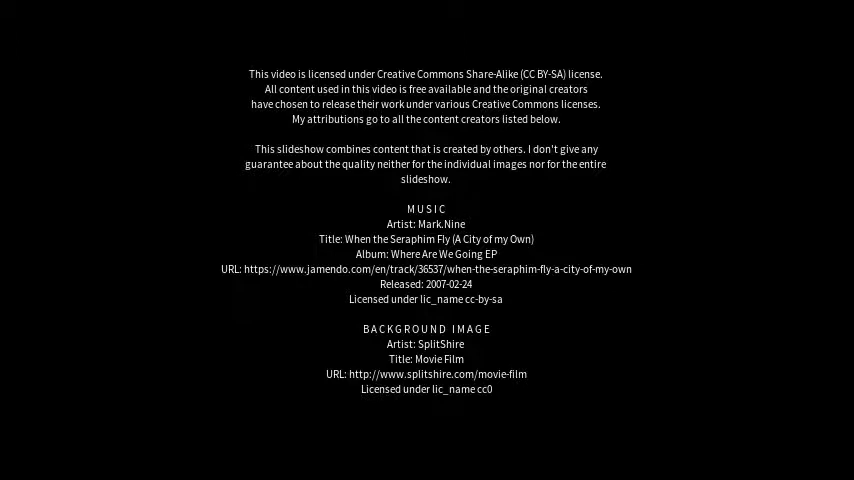 This video is licensed under Creative Commons Share-Alike (CC BY-SA) license.
All content used in this video is free available and the original creators
have chosen to release their work under various Creative Commons licenses.
My attributions go to all the content creators listed below.
This slideshow combines content that is created by others. I don't give any
guarantee about the quality neither for the individual images nor for the entire
slideshow.
MUSIC
Artist: Mark.Nine
Title: When the Seraphim Fly (A City of my Own)
Album: Where Are We Going EP
URL: https://www.jamendo.com/en/track/36537/when-the-seraphim-fly-a-city-of-my-own
Released: 2007-02-24
Licensed under lic_name cc-by-sa
BACKGROUND IMAGE
Artist: SplitShire
Title: Movie Film
URL: http://www.splitshire.com/movie-film
Licensed under lic_name cc0